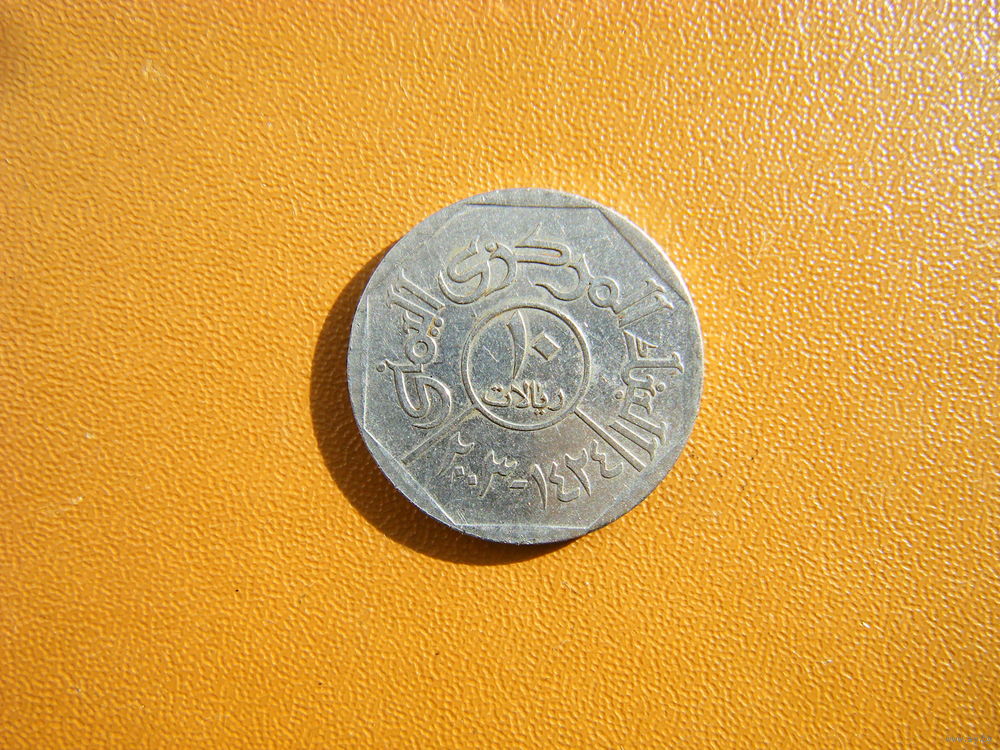 البنك المركزي اليمني
١٠
ريالات
٢٠٠٣-١٤٢٤